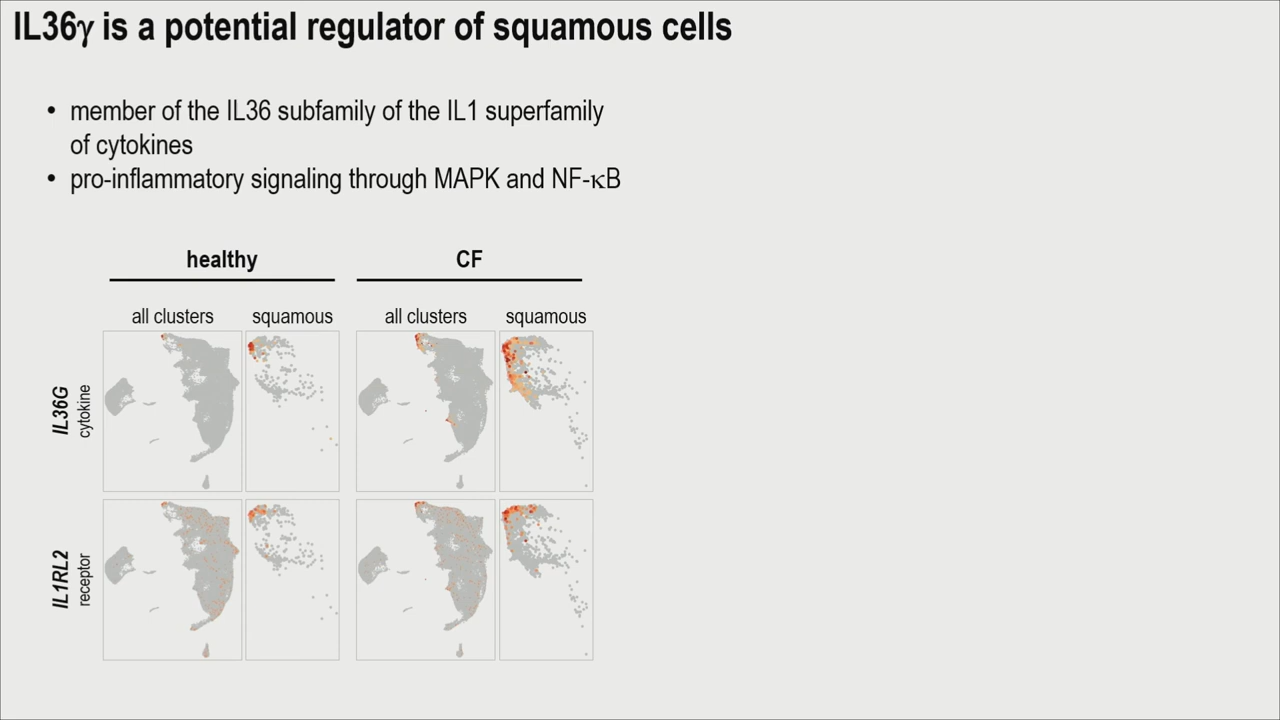 IL36γ is a potential regulator of squamous cells
• member of the IL36 subfamily of the IL1 superfamily
of cytokines
• pro-inflammatory signaling through MAPK and NF-κB
healthy CF
all clusters squamous all clusters squamous
IL36G
cytokine
IL1RL2
receptor